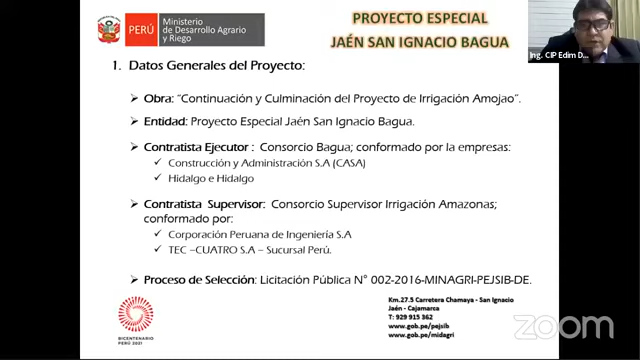 PERÚ
Ministerio
de Desarrollo Agrario
y Riego
PROYECTO ESPECIAL
JAÉN SAN IGNACIO BAGUA
Ing. CIP Edim D...
1. Datos Generales del Proyecto:
Obra: “Continuación y Culminación del Proyecto de Irrigación Amojao”.
Entidad: Proyecto Especial Jaén San Ignacio Bagua.
Contratista Ejecutor : Consorcio Bagua; conformado por la empresas:
✓ Construcción y Administración S.A (CASA)
✓ Hidalgo e Hidalgo
Contratista Supervisor: Consorcio Supervisor Irrigación Amazonas;
conformado por:
✓ Corporación Peruana de Ingeniería S.A
✓ TEC –CUATRO S.A – Sucursal Perú.
Proceso de Selección: Licitación Pública N° 002-2016-MINAGRI-PEJSIB-DE.
BICENTENARIO
PERÚ 2021
Km.27.5 Carretera Chamaya - San Ignacio
Jaén - Cajamarca
T: 929 915 362
www.gob.pe/pejsib
www.gob.pe/midagri
zoom